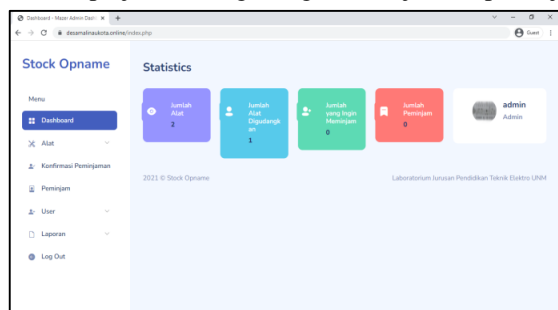 Dashboard - Mazer Admin Dash
desamalinaukota.online/index.php
Guest
Stock Opname
Statistics
Menu
Dashboard
Alat
Konfirmasi Peminjaman
Peminjam
User
Laporan
Log Out
Jumlah
Alat
2
Jumlah
Alat
Digudangk
an
1
Jumlah
yang Ingin
Meminjam
0
Jumlah
Peminjam
0
admin
Admin
2021 © Stock Opname
Laboratorium Jurusan Pendidikan Teknik Elektro UNM